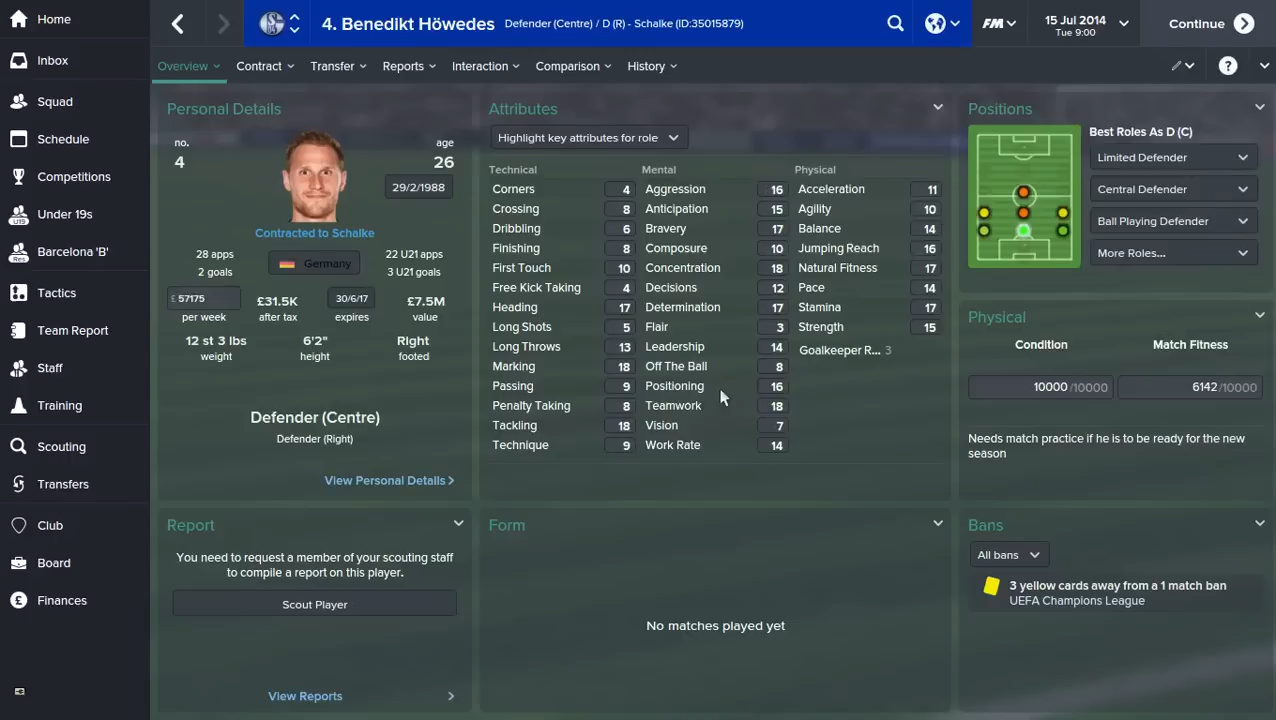 Home
Inbox
Squad
Schedule
Competitions
Under 19s
Barcelona 'B'
Tactics
Team Report
Staff
Training
Scouting
Transfers
Club
Board
Finances
4. Benedikt Höwedes
Defender (Centre) / D (R) - Schalke (ID:35015879)
FM
15 Jul 2014
Tue 9:00
Continue
Overview
Contract
Transfer
Reports
Interaction
Comparison
History
?
Personal Details
no.
4
age
26
29/2/1988
Contracted to Schalke
28 apps
2 goals
Germany
22 U21 apps
3 U21 goals
£ 57175
per week
£31.5K
after tax
30/6/17
expires
£7.5M
value
12 st 3 lbs
weight
6'2"
height
Right
footed
Defender (Centre)
Defender (Right)
View Personal Details
Attributes
Highlight key attributes for role
Technical
Corners 4
Crossing 8
Dribbling 6
Finishing 8
First Touch 10
Free Kick Taking 4
Heading 17
Long Shots 5
Long Throws 13
Marking 18
Passing 9
Penalty Taking 8
Tackling 18
Technique 9
Mental
Aggression 16
Anticipation 15
Bravery 17
Composure 10
Concentration 18
Decisions 12
Determination 17
Flair 3
Leadership 14
Off The Ball 8
Positioning 16
Teamwork 18
Vision 7
Work Rate 14
Physical
Acceleration 11
Agility 10
Balance 14
Jumping Reach 16
Natural Fitness 17
Pace 14
Stamina 17
Strength 15
Goalkeeper R... 3
Positions
Best Roles As D (C)
Limited Defender
Central Defender
Ball Playing Defender
More Roles...
Physical
Condition
10000 /10000
Match Fitness
6142 /10000
Needs match practice if he is to be ready for the new
season
Report
You need to request a member of your scouting staff
to compile a report on this player.
Scout Player
View Reports
Form
No matches played yet
Bans
All bans
3 yellow cards away from a 1 match ban
UEFA Champions League